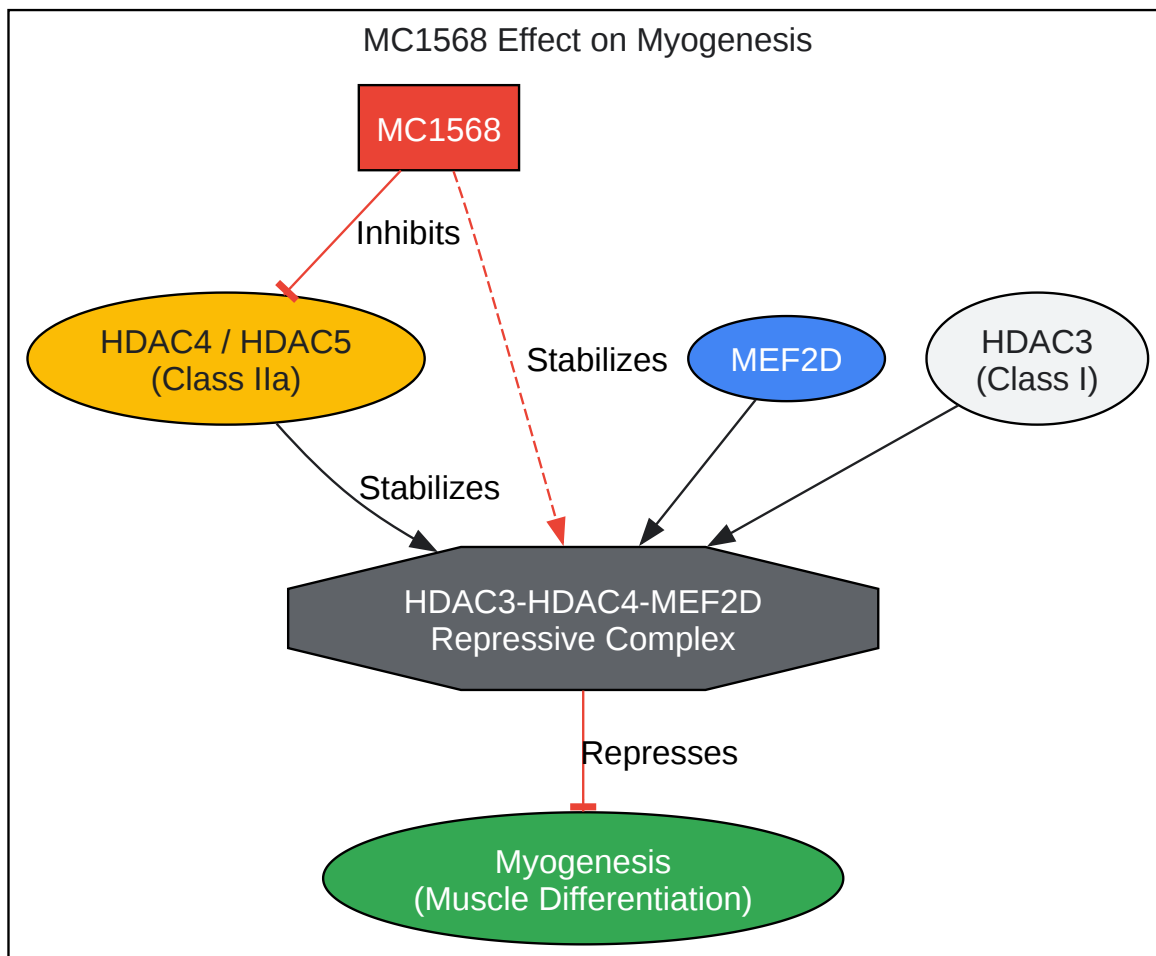 MC1568 Effect on Myogenesis
MC1568
Inhibits
HDAC4 / HDAC5
(Class IIa)
Stabilizes
MEF2D
HDAC3
(Class I)
Stabilizes
HDAC3-HDAC4-MEF2D
Repressive Complex
Represses
Myogenesis
(Muscle Differentiation)